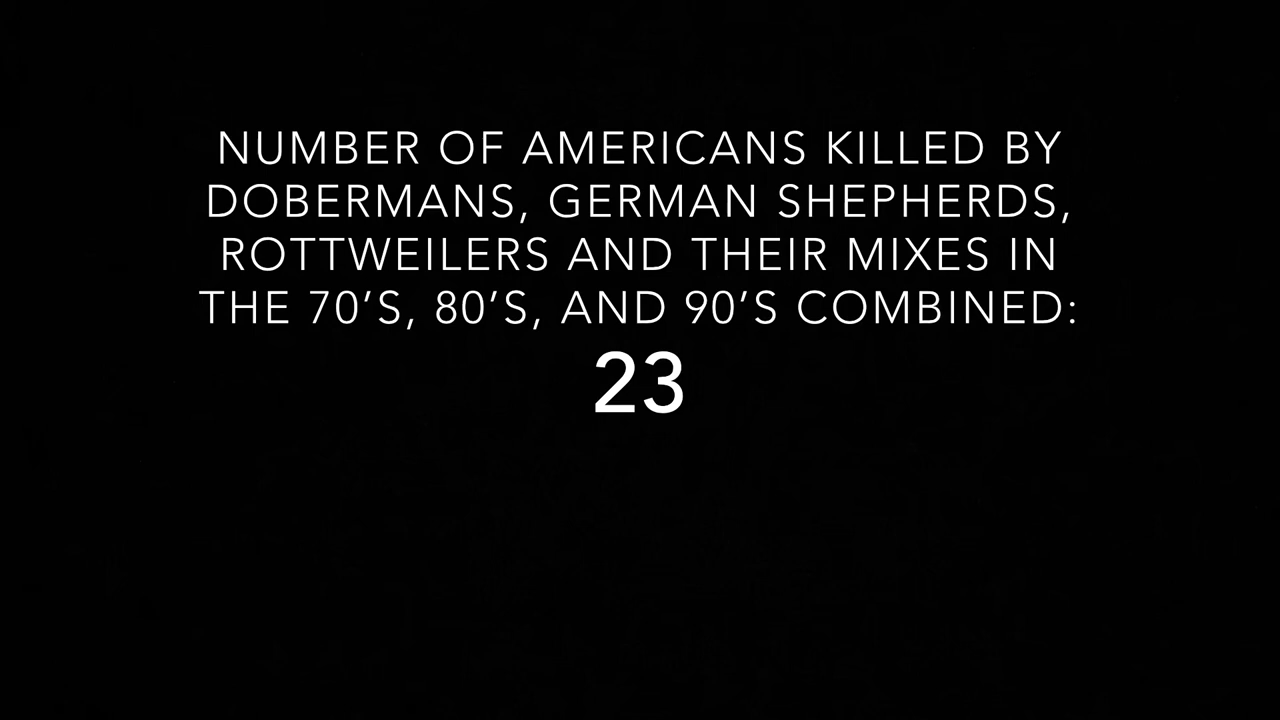 NUMBER OF AMERICANS KILLED BY
DOBERMANS, GERMAN SHEPHERDS,
ROTTWEILERS AND THEIR MIXES IN
THE 70’S, 80’S, AND 90’S COMBINED:
23